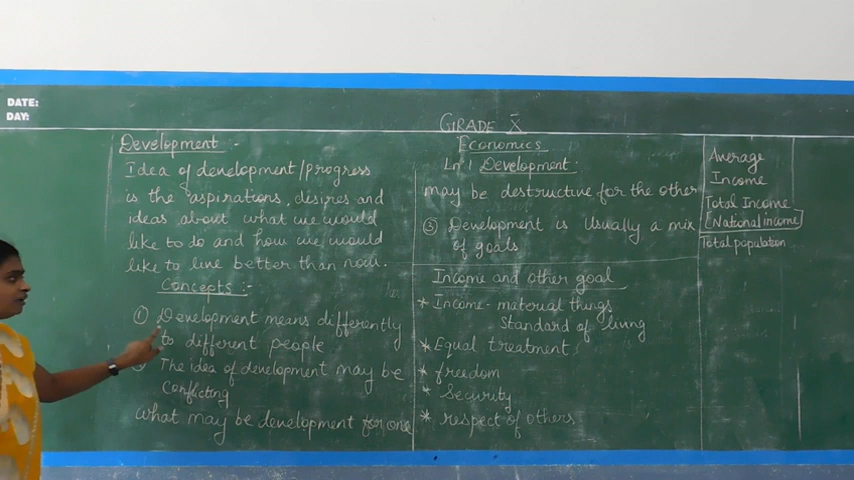 DATE:
DAY:
GRADE X
Economics
Ln 1 Development.
Development :-
Idea of development/progress
is the aspirations, desires and
ideas about what we would
like to do and how we would
like to live better than now.
Concepts :-
① Development means differently
to different people
The idea of development may be
Conflicting
What may be development for one
may be destructive for the other
③ Development is Usually a mix
of goals
Income and other goal
* Income - material things
Standard of living
* Equal treatment
* freedom
* Security
* respect of others
Average
Income
Total Income
[National income]
Total population